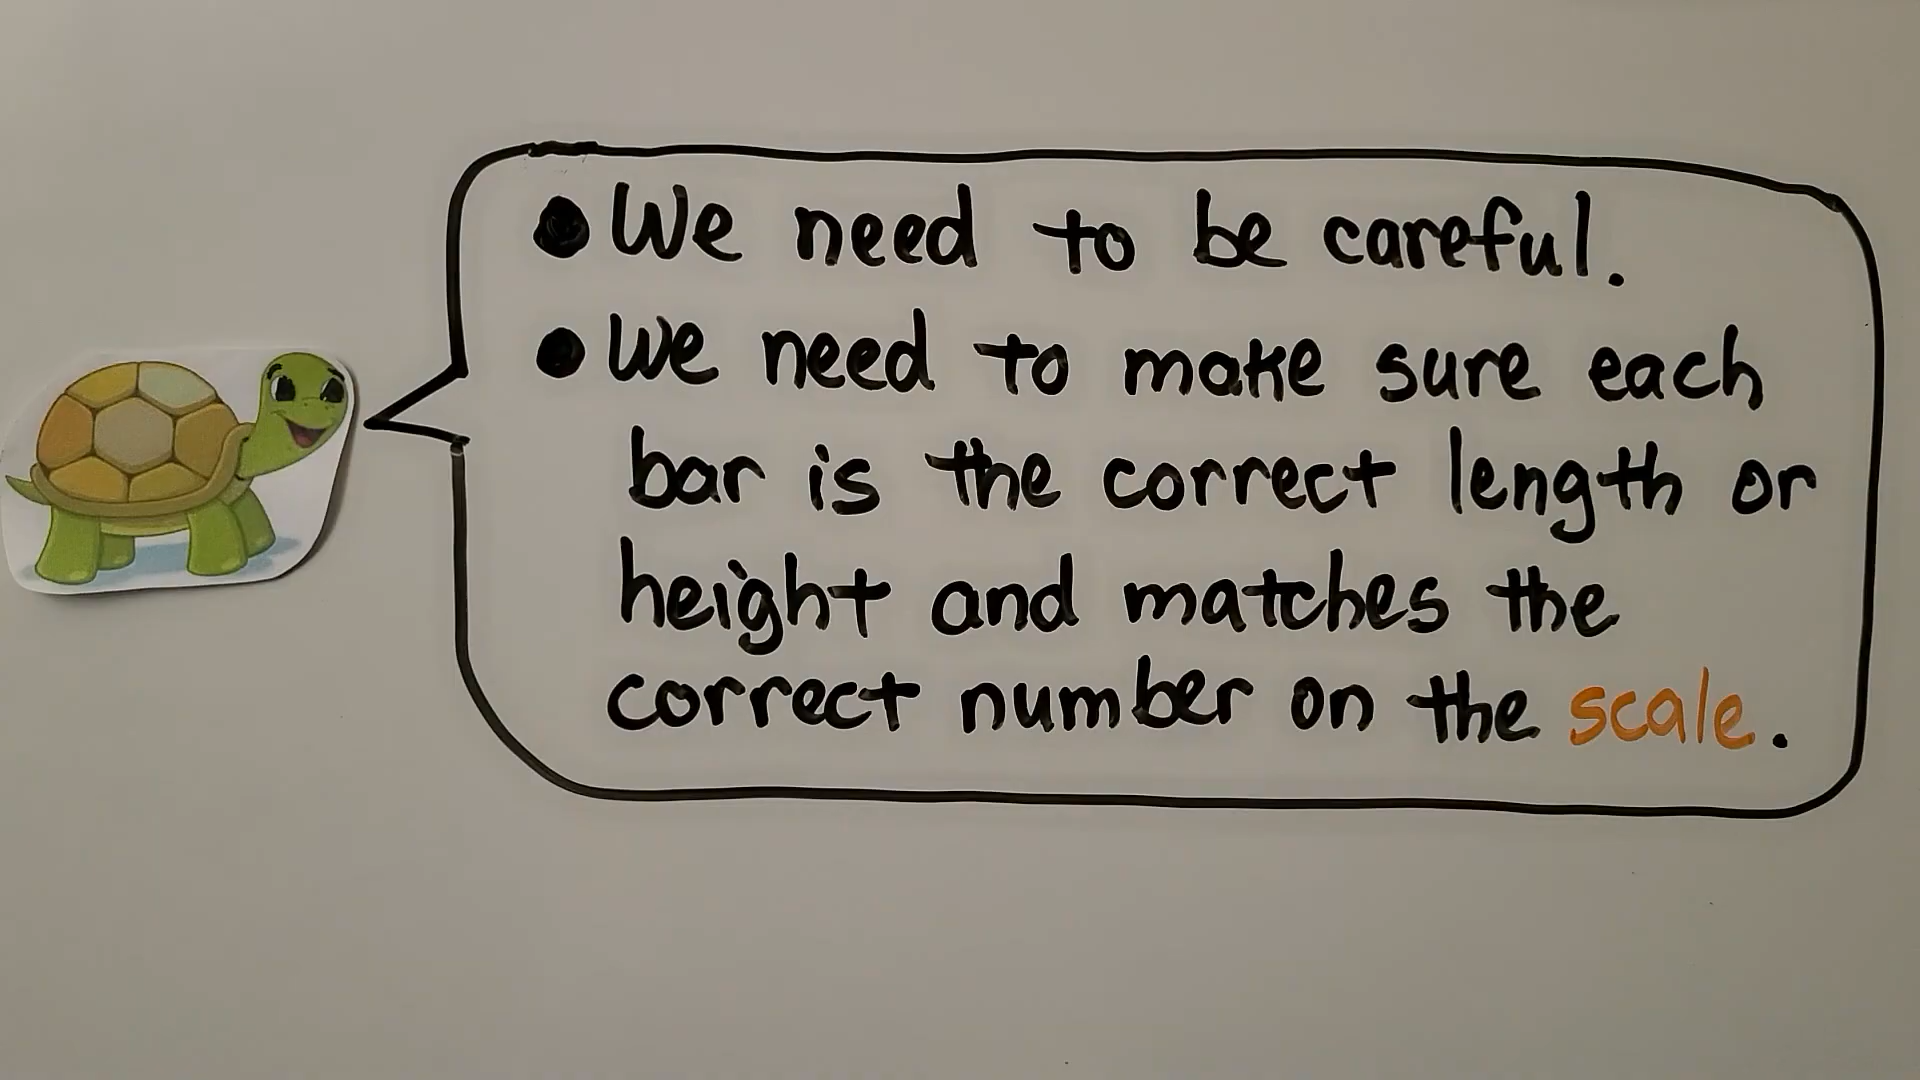 ● We need to be careful.
● We need to make sure each
bar is the correct length or
height and matches the
correct number on the scale.